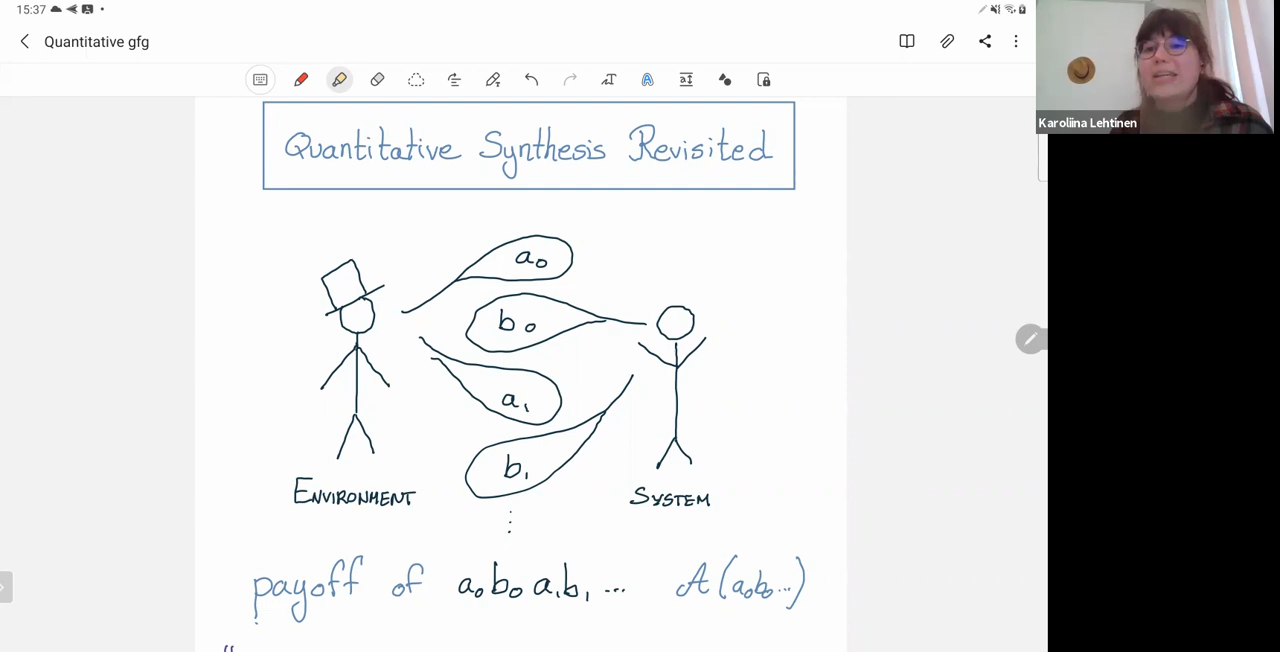 15:37
Quantitative gfg
Karoliina Lehtinen
Quantitative Synthesis Revisited
a₀
b₀
a₁
b₁
ENVIRONMENT
SYSTEM
⋮
payoff of a₀b₀a₁b₁ ... A(a₀b₀...)